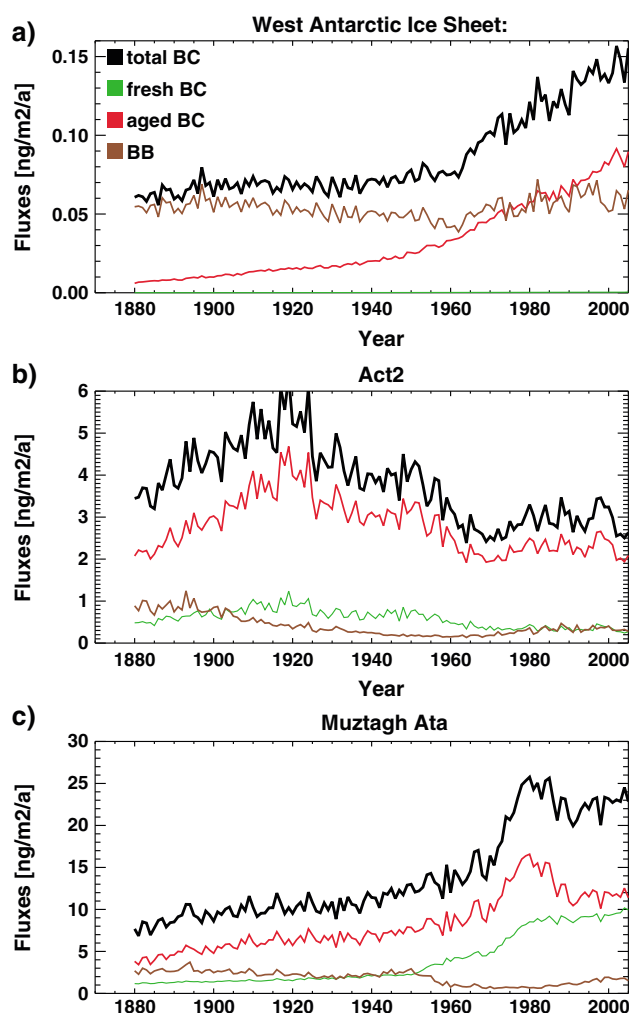 a)
West Antarctic Ice Sheet:
total BC
fresh BC
aged BC
BB
Fluxes [ng/m2/a]
0.15
0.10
0.05
0.00
1880 1900 1920 1940 1960 1980 2000
Year
b)
Act2
Fluxes [ng/m2/a]
6
5
4
3
2
1
0
1880 1900 1920 1940 1960 1980 2000
Year
c)
Muztagh Ata
Fluxes [ng/m2/a]
30
25
20
15
10
5
0
1880 1900 1920 1940 1960 1980 2000
Year